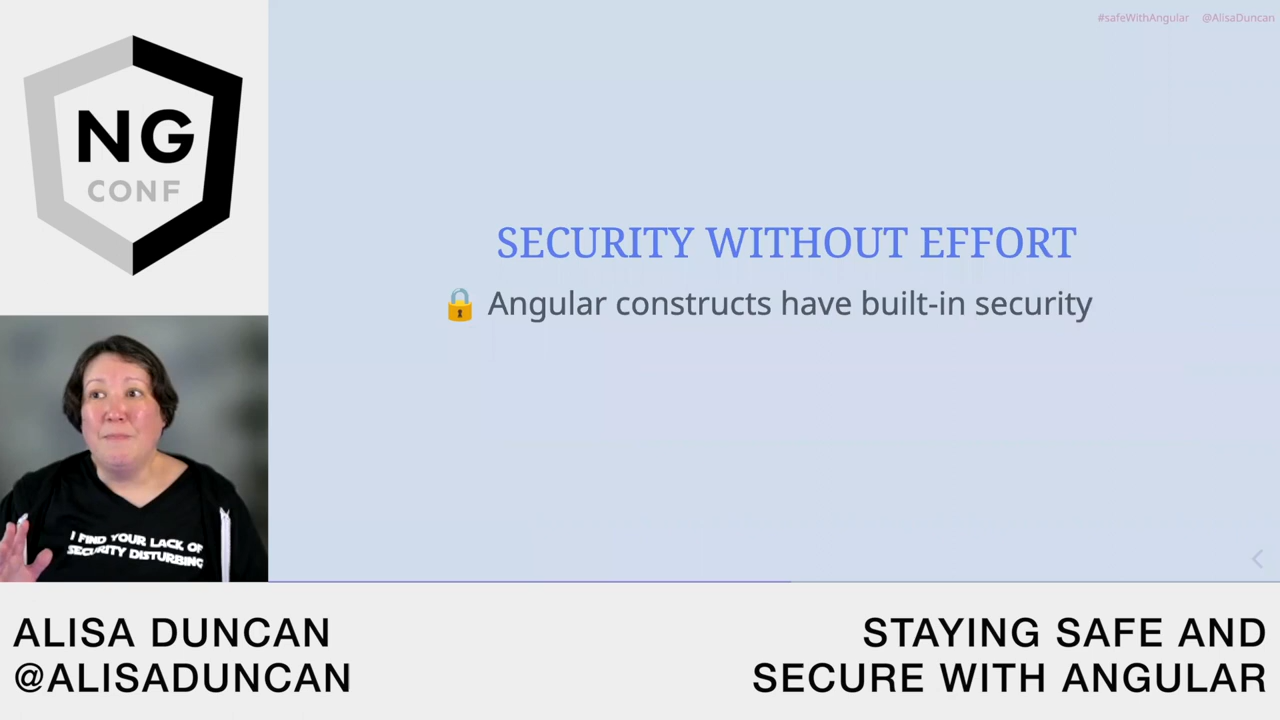 #safeWithAngular @AlisaDuncan
NG
CONF
SECURITY WITHOUT EFFORT
🔒 Angular constructs have built-in security
I FIND YOUR LACK OF
SECURITY DISTURBING
ALISA DUNCAN
@ALISADUNCAN
STAYING SAFE AND
SECURE WITH ANGULAR